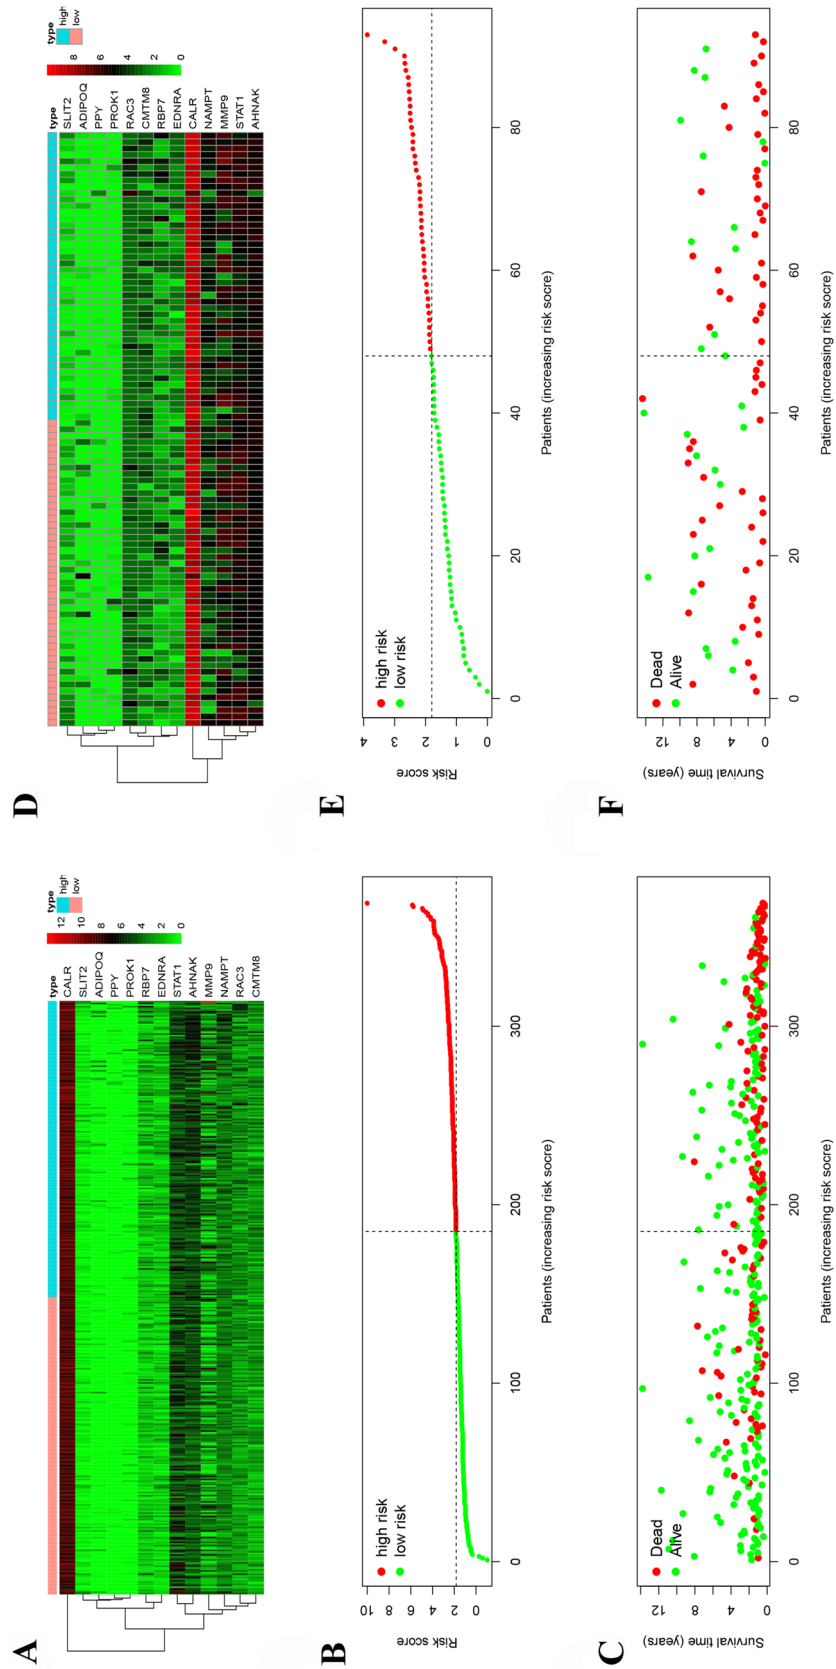 A
type
high
low
type
12
10
8
6
4
2
0
type
CALR
SLIT2
ADIPOQ
PPY
PROK1
RBP7
EDNRA
STAT1
AHNAK
MMP9
NAMPT
RAC3
CMTM8
B
Risk score
10
8
6
4
2
0
high risk
low risk
0
100
200
300
Patients (increasing risk socre)
C
Survival time (years)
12
8
4
0
Dead
Alive
0
100
200
300
Patients (increasing risk socre)
D
type
high
low
8
6
4
2
0
type
SLIT2
ADIPOQ
PPY
PROK1
RAC3
CMTM8
RBP7
EDNRA
CALR
NAMPT
MMP9
STAT1
AHNAK
E
Risk score
4
3
2
1
0
high risk
low risk
0
20
40
60
80
Patients (increasing risk socre)
F
Survival time (years)
12
8
4
0
Dead
Alive
0
20
40
60
80
Patients (increasing risk socre)